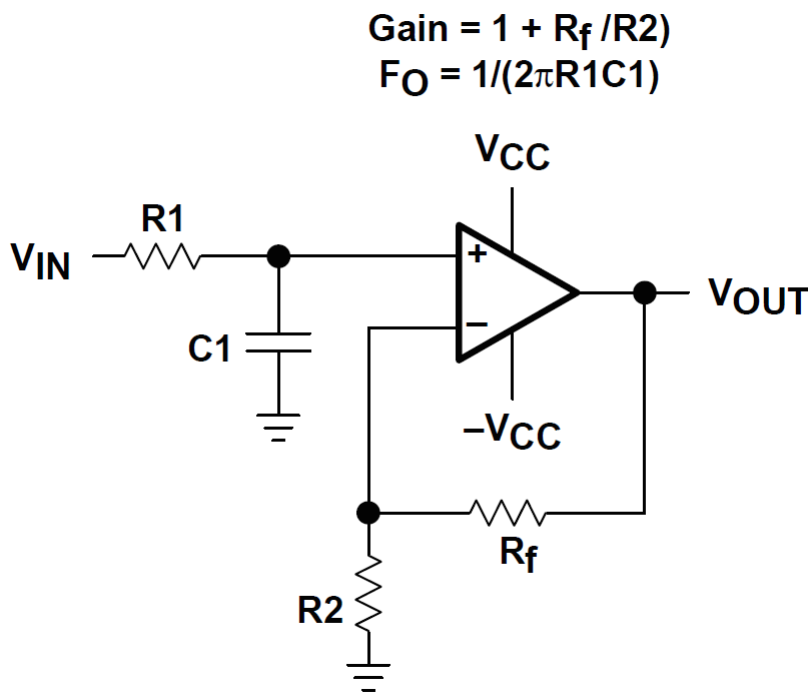 Gain = 1 + Rf /R2)
FO = 1/(2πR1C1)
VCC
R1
VIN
+
VOUT
–
C1
–VCC
Rf
R2